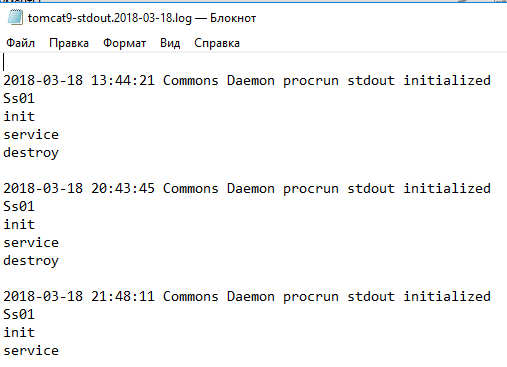 tomcat9-stdout.2018-03-18.log — Блокнот
Файл Правка Формат Вид Справка
2018-03-18 13:44:21 Commons Daemon procrun stdout initialized
Ss01
init
service
destroy
2018-03-18 20:43:45 Commons Daemon procrun stdout initialized
Ss01
init
service
destroy
2018-03-18 21:48:11 Commons Daemon procrun stdout initialized
Ss01
init
service